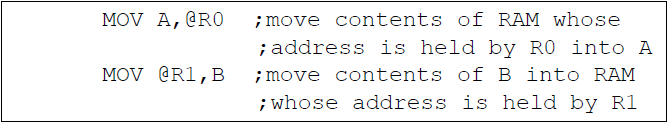 MOV A,@R0 ;move contents of RAM whose
;address is held by R0 into A
MOV @R1,B ;move contents of B into RAM
;whose address is held by R1